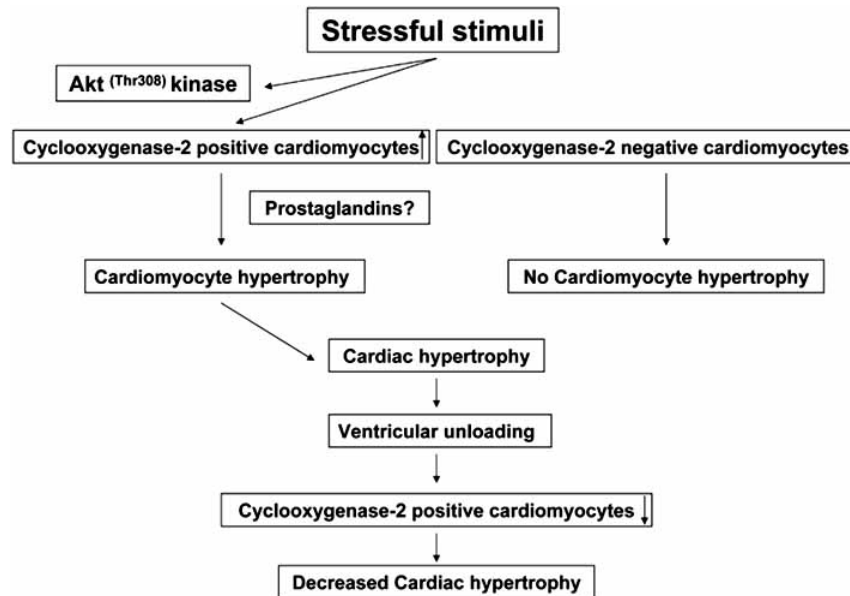 Stressful stimuli
Akt (Thr308) kinase
Cyclooxygenase-2 positive cardiomyocytes
Cyclooxygenase-2 negative cardiomyocytes
Prostaglandins?
Cardiomyocyte hypertrophy
No Cardiomyocyte hypertrophy
Cardiac hypertrophy
Ventricular unloading
Cyclooxygenase-2 positive cardiomyocytes
Decreased Cardiac hypertrophy